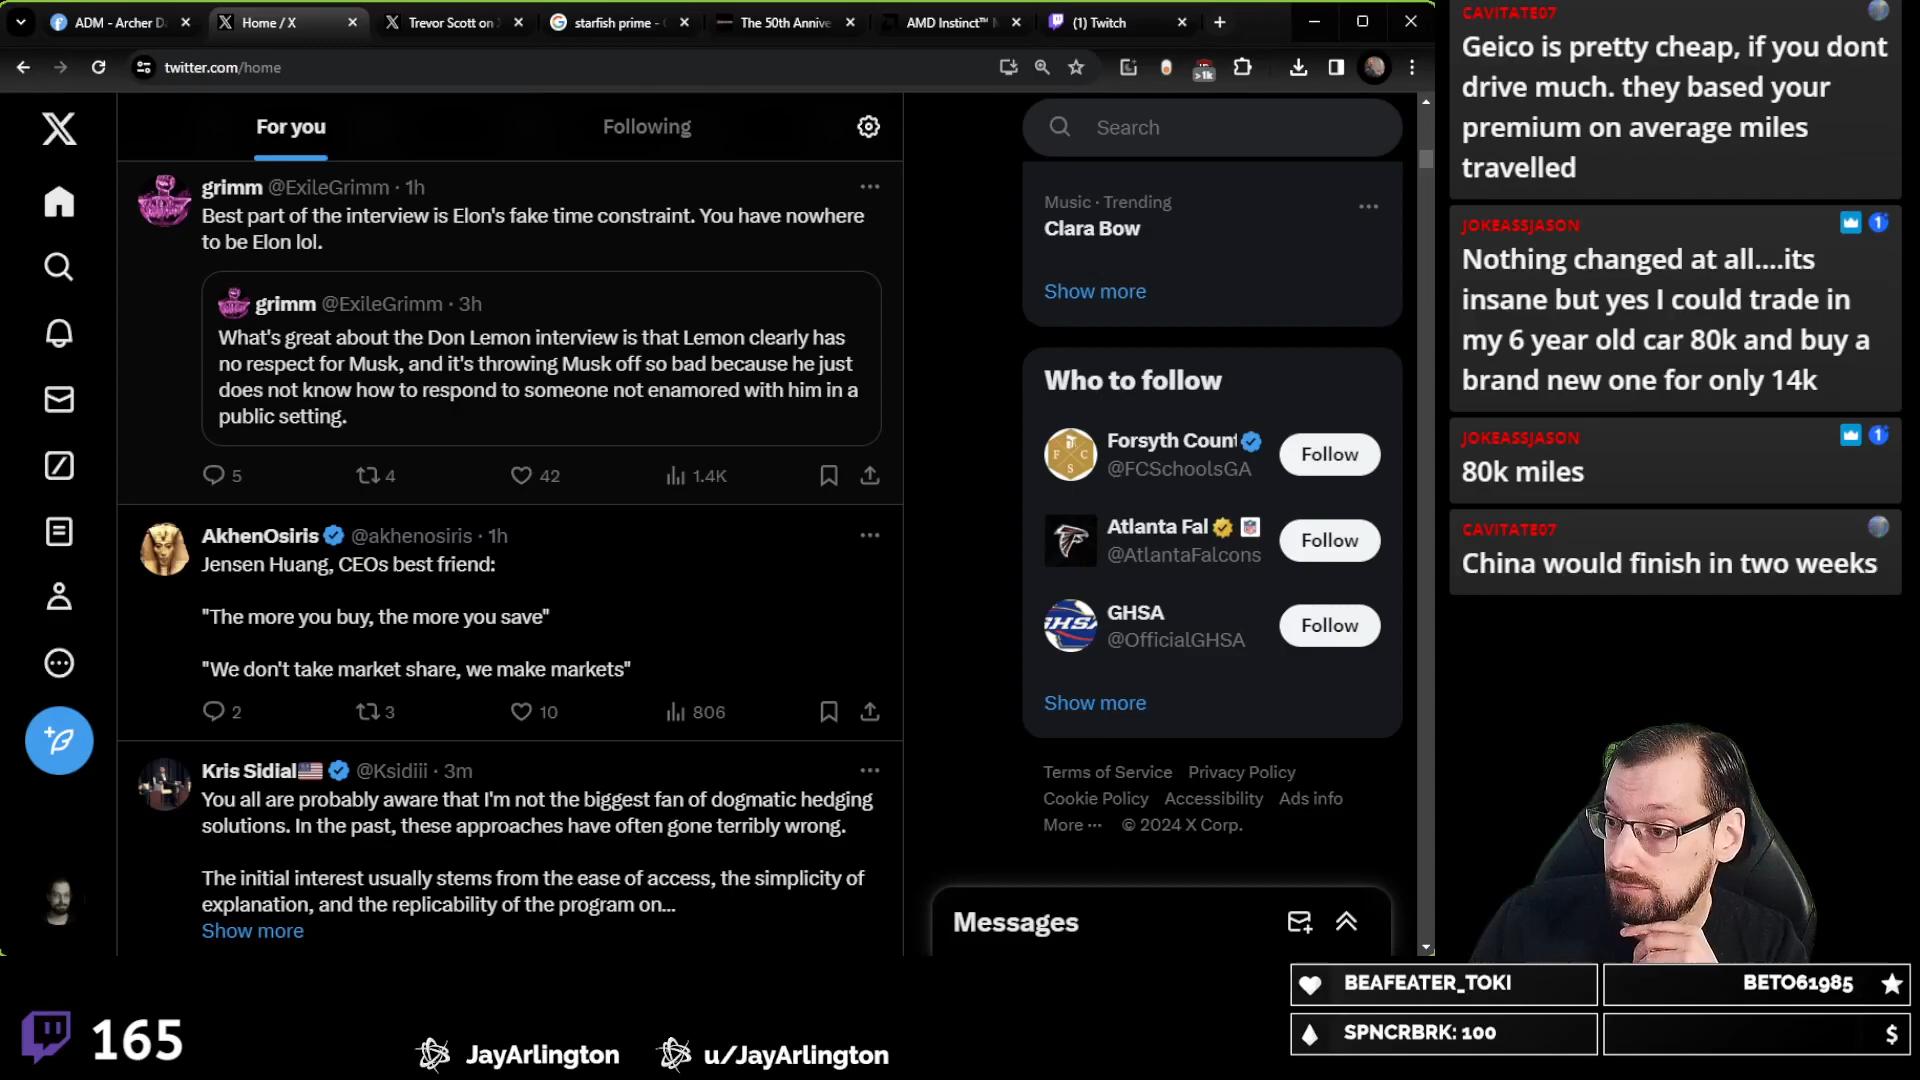 ADM - Archer D
Home / X
Trevor Scott on
starfish prime -
The 50th Annive
AMD Instinct™
(1) Twitch
twitter.com/home
>1k
For you
Following
grimm @ExileGrimm · 1h
Best part of the interview is Elon's fake time constraint. You have nowhere
to be Elon lol.
grimm @ExileGrimm · 3h
What's great about the Don Lemon interview is that Lemon clearly has
no respect for Musk, and it's throwing Musk off so bad because he just
does not know how to respond to someone not enamored with him in a
public setting.
5 4 42 1.4K
AkhenOsiris @akhenosiris · 1h
Jensen Huang, CEOs best friend:
"The more you buy, the more you save"
"We don't take market share, we make markets"
2 3 10 806
Kris Sidial @Ksidiii · 3m
You all are probably aware that I'm not the biggest fan of dogmatic hedging
solutions. In the past, these approaches have often gone terribly wrong.
The initial interest usually stems from the ease of access, the simplicity of
explanation, and the replicability of the program on...
Show more
Search
Music · Trending
Clara Bow
Show more
Who to follow
Forsyth Count
@FCSchoolsGA
Follow
Atlanta Fal
@AtlantaFalcons
Follow
GHSA
@OfficialGHSA
Follow
Show more
Terms of Service Privacy Policy
Cookie Policy Accessibility Ads info
More ··· © 2024 X Corp.
Messages
CAVITATE07
Geico is pretty cheap, if you dont
drive much. they based your
premium on average miles
travelled
JOKEASSJASON
Nothing changed at all....its
insane but yes I could trade in
my 6 year old car 80k and buy a
brand new one for only 14k
JOKEASSJASON
80k miles
CAVITATE07
China would finish in two weeks
BEAFEATER_TOKI
BETO61985
SPNCRBRK: 100
$
165
JayArlington
u/JayArlington